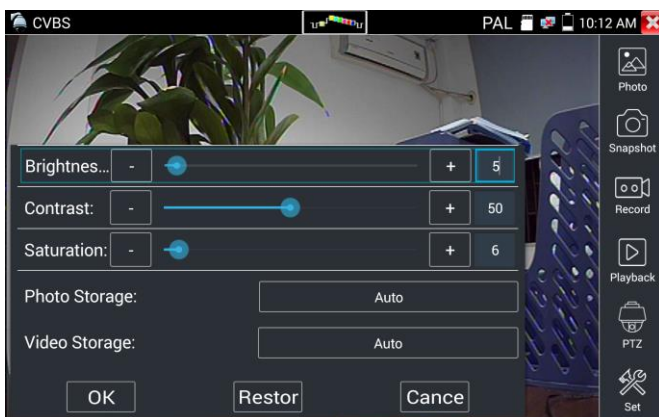 CVBS PAL 10:12 AM
Photo
Snapshot
Brightnes... - + 5
Contrast: - + 50
Record
Saturation: - + 6
Playback
Photo Storage: Auto
Video Storage: Auto
PTZ
OK Restor Cance
Set